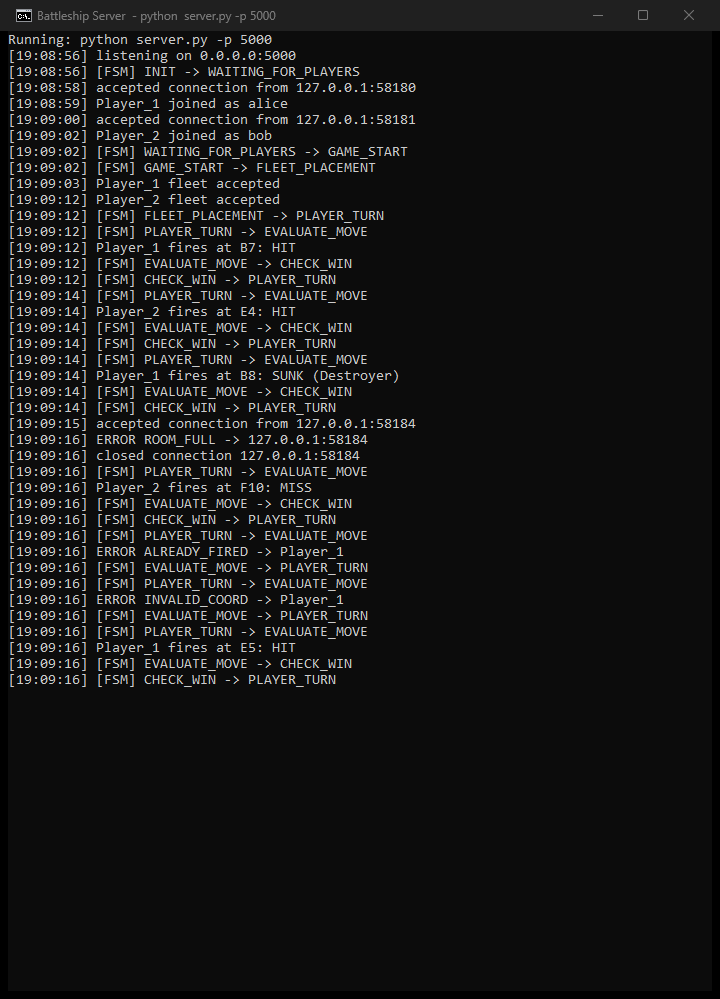 Battleship Server - python server.py -p 5000
Running: python server.py -p 5000
[19:08:56] listening on 0.0.0.0:5000
[19:08:56] [FSM] INIT -> WAITING_FOR_PLAYERS
[19:08:58] accepted connection from 127.0.0.1:58180
[19:08:59] Player_1 joined as alice
[19:09:00] accepted connection from 127.0.0.1:58181
[19:09:02] Player_2 joined as bob
[19:09:02] [FSM] WAITING_FOR_PLAYERS -> GAME_START
[19:09:02] [FSM] GAME_START -> FLEET_PLACEMENT
[19:09:03] Player_1 fleet accepted
[19:09:12] Player_2 fleet accepted
[19:09:12] [FSM] FLEET_PLACEMENT -> PLAYER_TURN
[19:09:12] [FSM] PLAYER_TURN -> EVALUATE_MOVE
[19:09:12] Player_1 fires at B7: HIT
[19:09:12] [FSM] EVALUATE_MOVE -> CHECK_WIN
[19:09:12] [FSM] CHECK_WIN -> PLAYER_TURN
[19:09:14] [FSM] PLAYER_TURN -> EVALUATE_MOVE
[19:09:14] Player_2 fires at E4: HIT
[19:09:14] [FSM] EVALUATE_MOVE -> CHECK_WIN
[19:09:14] [FSM] CHECK_WIN -> PLAYER_TURN
[19:09:14] [FSM] PLAYER_TURN -> EVALUATE_MOVE
[19:09:14] Player_1 fires at B8: SUNK (Destroyer)
[19:09:14] [FSM] EVALUATE_MOVE -> CHECK_WIN
[19:09:14] [FSM] CHECK_WIN -> PLAYER_TURN
[19:09:15] accepted connection from 127.0.0.1:58184
[19:09:16] ERROR ROOM_FULL -> 127.0.0.1:58184
[19:09:16] closed connection 127.0.0.1:58184
[19:09:16] [FSM] PLAYER_TURN -> EVALUATE_MOVE
[19:09:16] Player_2 fires at F10: MISS
[19:09:16] [FSM] EVALUATE_MOVE -> CHECK_WIN
[19:09:16] [FSM] CHECK_WIN -> PLAYER_TURN
[19:09:16] [FSM] PLAYER_TURN -> EVALUATE_MOVE
[19:09:16] ERROR ALREADY_FIRED -> Player_1
[19:09:16] [FSM] EVALUATE_MOVE -> PLAYER_TURN
[19:09:16] [FSM] PLAYER_TURN -> EVALUATE_MOVE
[19:09:16] ERROR INVALID_COORD -> Player_1
[19:09:16] [FSM] EVALUATE_MOVE -> PLAYER_TURN
[19:09:16] [FSM] PLAYER_TURN -> EVALUATE_MOVE
[19:09:16] Player_1 fires at E5: HIT
[19:09:16] [FSM] EVALUATE_MOVE -> CHECK_WIN
[19:09:16] [FSM] CHECK_WIN -> PLAYER_TURN